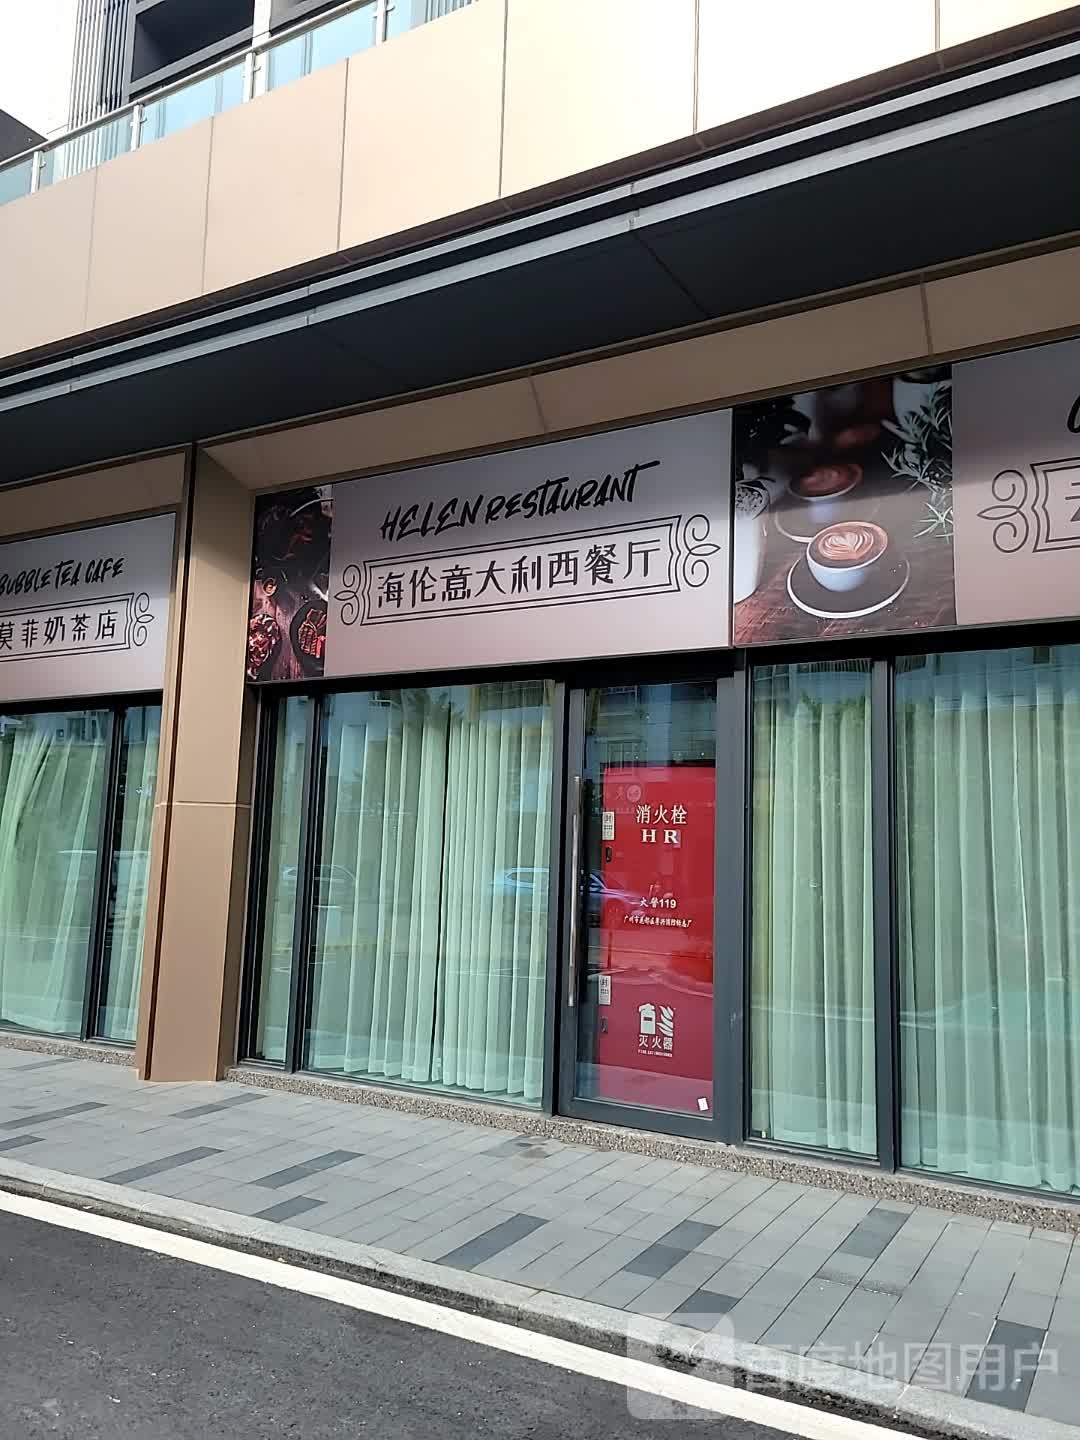 BUBBLE TEA CAFE
莫菲奶茶店
HELEN RESTAURANT
海伦意大利西餐厅
消火栓
HR
火警119
灭火器
百度地图用户